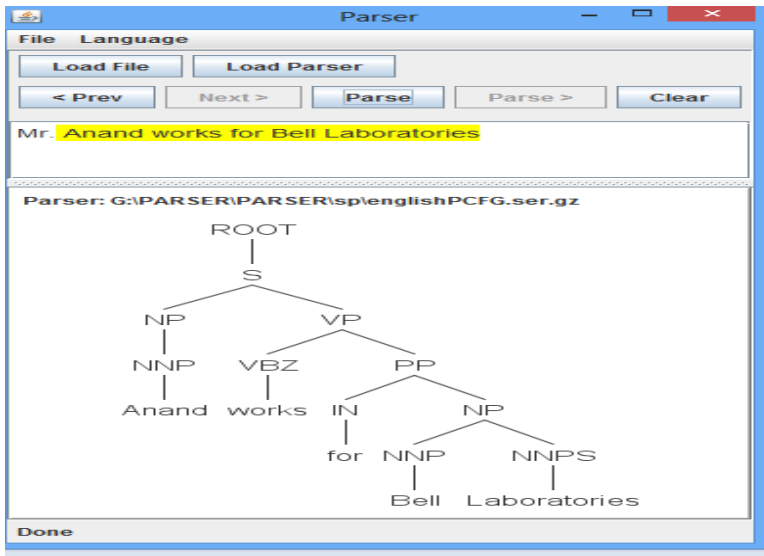 Parser
File Language
Load File Load Parser
< Prev Next > Parse Parse > Clear
Mr. Anand works for Bell Laboratories
Parser: G:\PARSER\PARSER\sp\englishPCFG.ser.gz
ROOT
S
NP VP
NNP VBZ PP
Anand works IN NP
for NNP NNPS
Bell Laboratories
Done